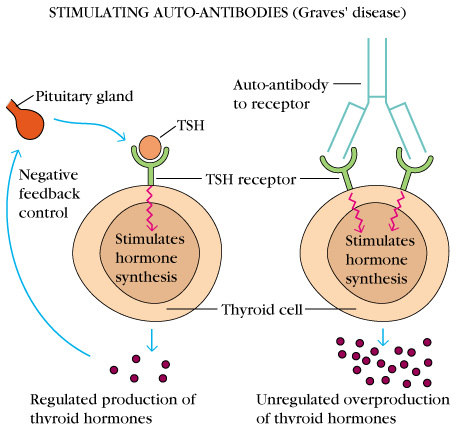 STIMULATING AUTO-ANTIBODIES (Graves' disease)
Pituitary gland
TSH
Auto-antibody
to receptor
Negative
feedback
control
TSH receptor
Stimulates
hormone
synthesis
Stimulates
hormone
synthesis
Thyroid cell
Regulated production of
thyroid hormones
Unregulated overproduction
of thyroid hormones